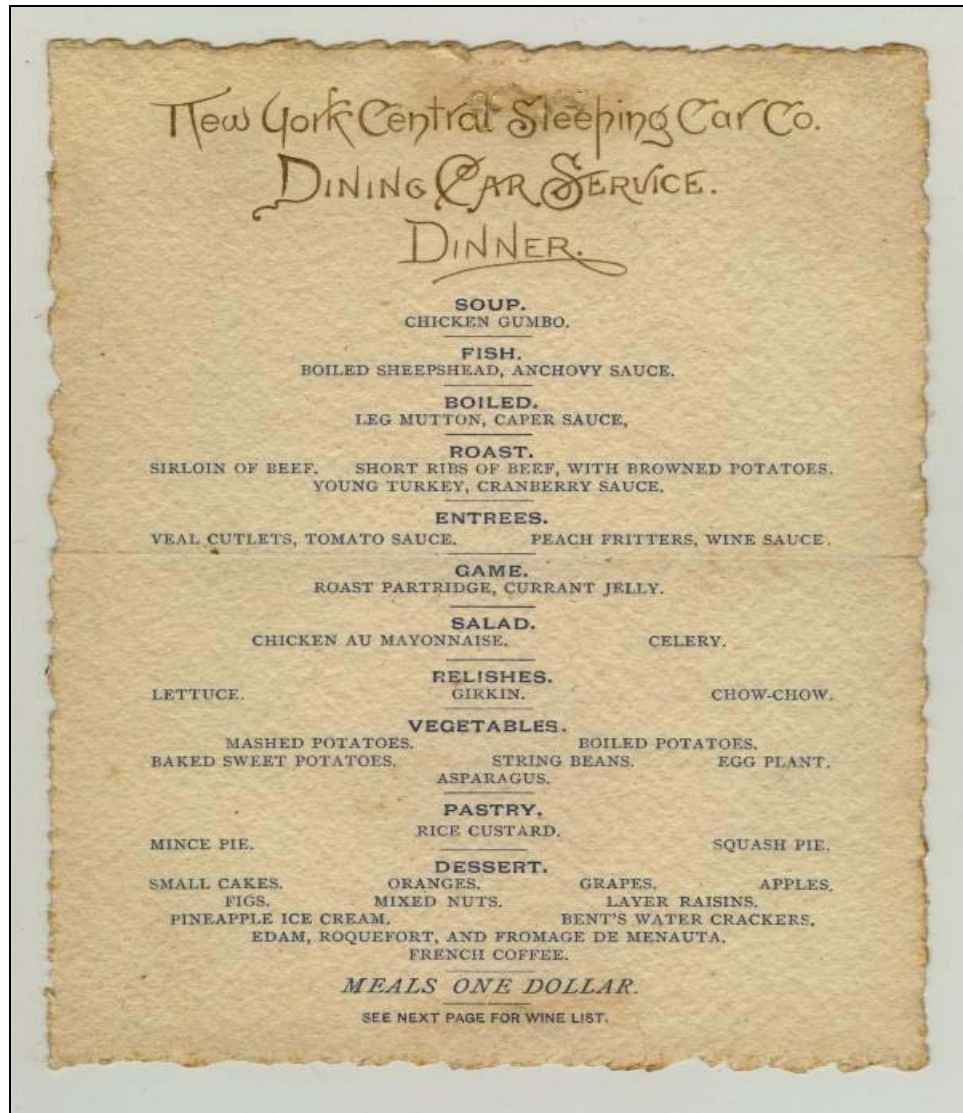 New York Central Sleeping Car Co.
DINING CAR SERVICE.
DINNER.
SOUP.
CHICKEN GUMBO.
FISH.
BOILED SHEEPSHEAD, ANCHOVY SAUCE.
BOILED.
LEG MUTTON, CAPER SAUCE,
ROAST.
SIRLOIN OF BEEF. SHORT RIBS OF BEEF, WITH BROWNED POTATOES.
YOUNG TURKEY, CRANBERRY SAUCE.
ENTREES.
VEAL CUTLETS, TOMATO SAUCE. PEACH FRITTERS, WINE SAUCE.
GAME.
ROAST PARTRIDGE, CURRANT JELLY.
SALAD.
CHICKEN AU MAYONNAISE. CELERY.
RELISHES.
LETTUCE. GIRKIN. CHOW-CHOW.
VEGETABLES.
MASHED POTATOES. BOILED POTATOES.
BAKED SWEET POTATOES. STRING BEANS. EGG PLANT.
ASPARAGUS.
PASTRY.
RICE CUSTARD.
MINCE PIE. SQUASH PIE.
DESSERT.
SMALL CAKES. ORANGES. GRAPES. APPLES.
FIGS. MIXED NUTS. LAYER RAISINS.
PINEAPPLE ICE CREAM. BENT'S WATER CRACKERS.
EDAM, ROQUEFORT, AND FROMAGE DE MENAUTA.
FRENCH COFFEE.
MEALS ONE DOLLAR.
SEE NEXT PAGE FOR WINE LIST.